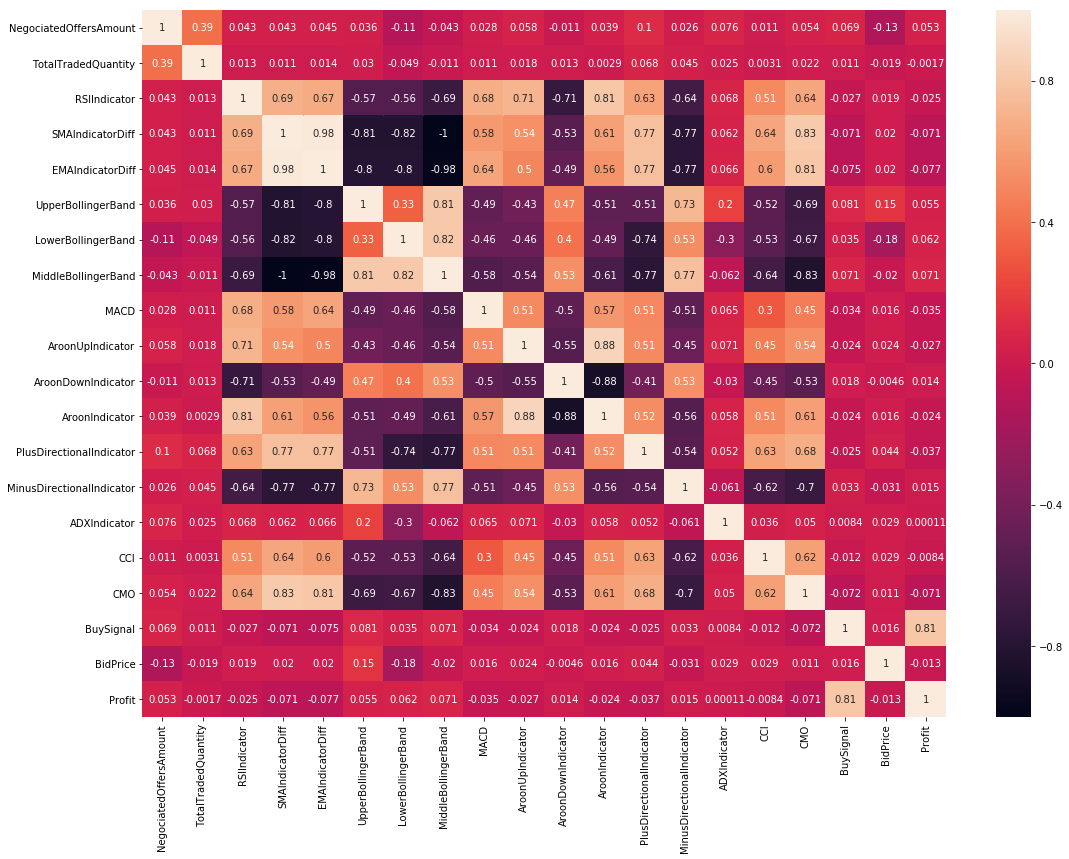 NegociatedOffersAmount 1 0.39 0.043 0.043 0.045 0.036 -0.11 -0.043 0.028 0.058 -0.011 0.039 0.1 0.026 0.076 0.011 0.054 0.069 -0.13 0.053
TotalTradedQuantity 0.39 1 0.013 0.011 0.014 0.03 -0.049 -0.011 0.011 0.018 0.013 0.0029 0.068 0.045 0.025 0.0031 0.022 0.011 -0.019 -0.0017
RSIIndicator 0.043 0.013 1 0.69 0.67 -0.57 -0.56 -0.69 0.68 0.71 -0.71 0.81 0.63 -0.64 0.068 0.51 0.64 -0.027 0.019 -0.025
SMAIndicatorDiff 0.043 0.011 0.69 1 0.98 -0.81 -0.82 -1 0.58 0.54 -0.53 0.61 0.77 -0.77 0.062 0.64 0.83 -0.071 0.02 -0.071
EMAIndicatorDiff 0.045 0.014 0.67 0.98 1 -0.8 -0.8 -0.98 0.64 0.5 -0.49 0.56 0.77 -0.77 0.066 0.6 0.81 -0.075 0.02 -0.077
UpperBollingerBand 0.036 0.03 -0.57 -0.81 -0.8 1 0.33 0.81 -0.49 -0.43 0.47 -0.51 -0.51 0.73 0.2 -0.52 -0.69 0.081 0.15 0.055
LowerBollingerBand -0.11 -0.049 -0.56 -0.82 -0.8 0.33 1 0.82 -0.46 -0.46 0.4 -0.49 -0.74 0.53 -0.3 -0.53 -0.67 0.035 -0.18 0.062
MiddleBollingerBand -0.043 -0.011 -0.69 -1 -0.98 0.81 0.82 1 -0.58 -0.54 0.53 -0.61 -0.77 0.77 -0.062 -0.64 -0.83 0.071 -0.02 0.071
MACD 0.028 0.011 0.68 0.58 0.64 -0.49 -0.46 -0.58 1 0.51 -0.5 0.57 0.51 -0.51 0.065 0.3 0.45 -0.034 0.016 -0.035
AroonUpIndicator 0.058 0.018 0.71 0.54 0.5 -0.43 -0.46 -0.54 0.51 1 -0.55 0.88 0.51 -0.45 0.071 0.45 0.54 -0.024 0.024 -0.027
AroonDownIndicator -0.011 0.013 -0.71 -0.53 -0.49 0.47 0.4 0.53 -0.5 -0.55 1 -0.88 -0.41 0.53 -0.03 -0.45 -0.53 0.018 -0.0046 0.014
AroonIndicator 0.039 0.0029 0.81 0.61 0.56 -0.51 -0.49 -0.61 0.57 0.88 -0.88 1 0.52 -0.56 0.058 0.51 0.61 -0.024 0.016 -0.024
PlusDirectionalIndicator 0.1 0.068 0.63 0.77 0.77 -0.51 -0.74 -0.77 0.51 0.51 -0.41 0.52 1 -0.54 0.052 0.63 0.68 -0.025 0.044 -0.037
MinusDirectionalIndicator 0.026 0.045 -0.64 -0.77 -0.77 0.73 0.53 0.77 -0.51 -0.45 0.53 -0.56 -0.54 1 -0.061 -0.62 -0.7 0.033 -0.031 0.015
ADXIndicator 0.076 0.025 0.068 0.062 0.066 0.2 -0.3 -0.062 0.065 0.071 -0.03 0.058 0.052 -0.061 1 0.036 0.05 0.0084 0.029 0.00011
CCI 0.011 0.0031 0.51 0.64 0.6 -0.52 -0.53 -0.64 0.3 0.45 -0.45 0.51 0.63 -0.62 0.036 1 0.62 -0.012 0.029 -0.0084
CMO 0.054 0.022 0.64 0.83 0.81 -0.69 -0.67 -0.83 0.45 0.54 -0.53 0.61 0.68 -0.7 0.05 0.62 1 -0.072 0.011 -0.071
BuySignal 0.069 0.011 -0.027 -0.071 -0.075 0.081 0.035 0.071 -0.034 -0.024 0.018 -0.024 -0.025 0.033 0.0084 -0.012 -0.072 1 0.016 0.81
BidPrice -0.13 -0.019 0.019 0.02 0.02 0.15 -0.18 -0.02 0.016 0.024 -0.0046 0.016 0.044 -0.031 0.029 0.029 0.011 0.016 1 -0.013
Profit 0.053 -0.0017 -0.025 -0.071 -0.077 0.055 0.062 0.071 -0.035 -0.027 0.014 -0.024 -0.037 0.015 0.00011 -0.0084 -0.071 0.81 -0.013 1
NegociatedOffersAmount
TotalTradedQuantity
RSIIndicator
SMAIndicatorDiff
EMAIndicatorDiff
UpperBollingerBand
LowerBollingerBand
MiddleBollingerBand
MACD
AroonUpIndicator
AroonDownIndicator
AroonIndicator
PlusDirectionalIndicator
MinusDirectionalIndicator
ADXIndicator
CCI
CMO
BuySignal
BidPrice
Profit
0.8
0.4
0.0
−0.4
−0.8